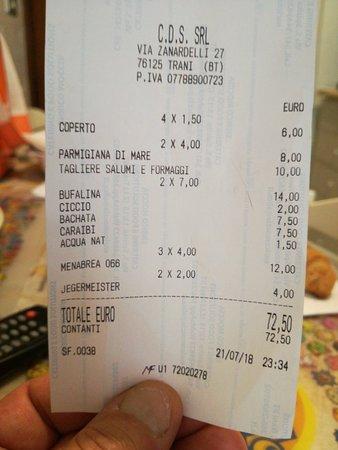 C.D.S. SRL
VIA ZANARDELLI 27
76125 TRANI (BT)
P.IVA 07788900723
EURO
4 X 1,50
COPERTO 6,00
2 X 4,00
PARMIGIANA DI MARE 8,00
TAGLIERE SALUMI E FORMAGGI 10,00
2 X 7,00
BUFALINA 14,00
CICCIO 2,00
BACHATA 7,50
CARAIBI 7,50
ACQUA NAT 1,50
3 X 4,00
MENABREA 066 12,00
2 X 2,00
JEGERMEISTER 4,00
TOTALE EURO 72,50
CONTANTI 72,50
SF.0038 21/07/18 23:34
MF U1 72020278